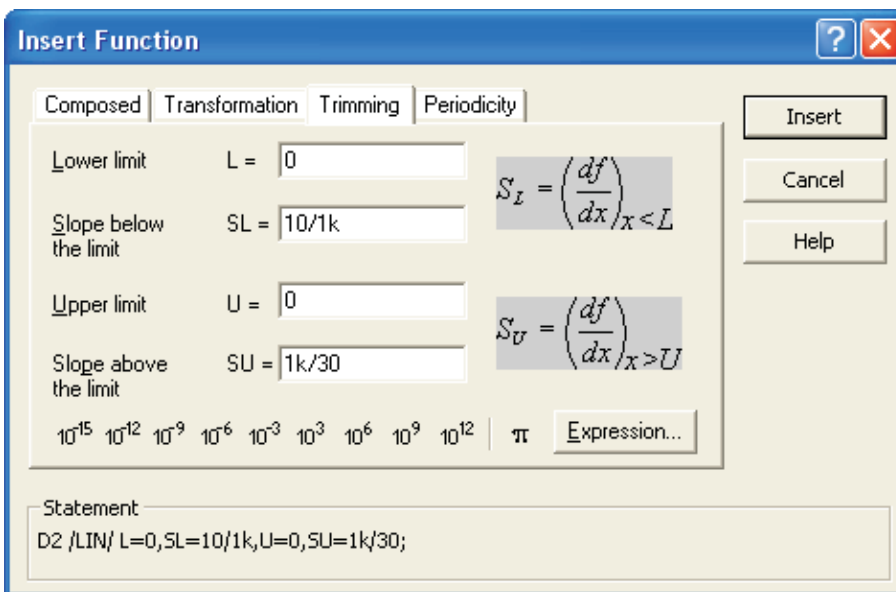 Insert Function
Composed Transformation Trimming Periodicity
Insert
Cancel
Help
Lower limit L = 0
S_L = (df/dx)_x<L
Slope below
the limit
SL = 10/1k
Upper limit U = 0
S_U = (df/dx)_x>U
Slope above
the limit
SU = 1k/30
10^-15 10^-12 10^-9 10^-6 10^-3 10^3 10^6 10^9 10^12 π Expression...
Statement
D2 /LIN/ L=0,SL=10/1k,U=0,SU=1k/30;